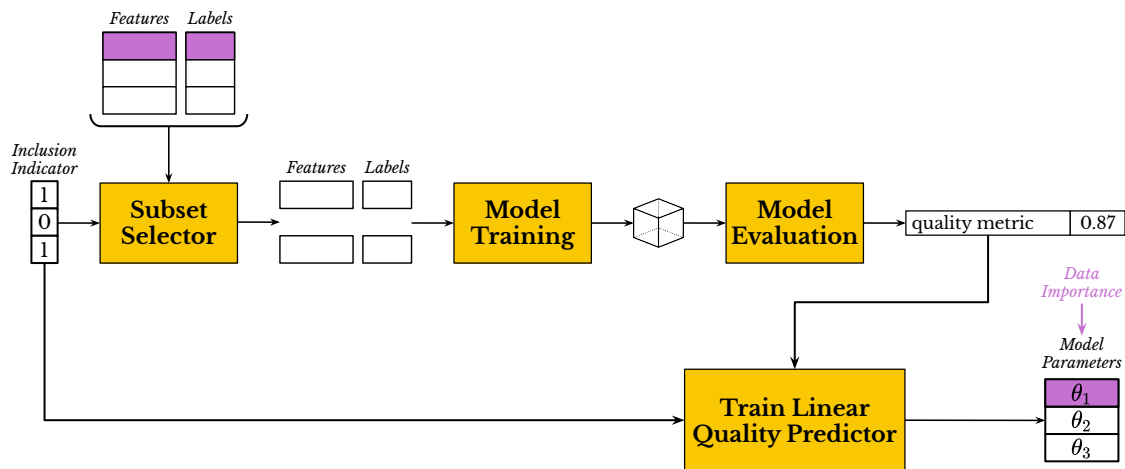 Features Labels
Inclusion
Indicator
1
0
1
Subset
Selector
Features Labels
Model
Training
Model
Evaluation
quality metric 0.87
Data
Importance
Model
Parameters
Train Linear
Quality Predictor
θ₁
θ₂
θ₃